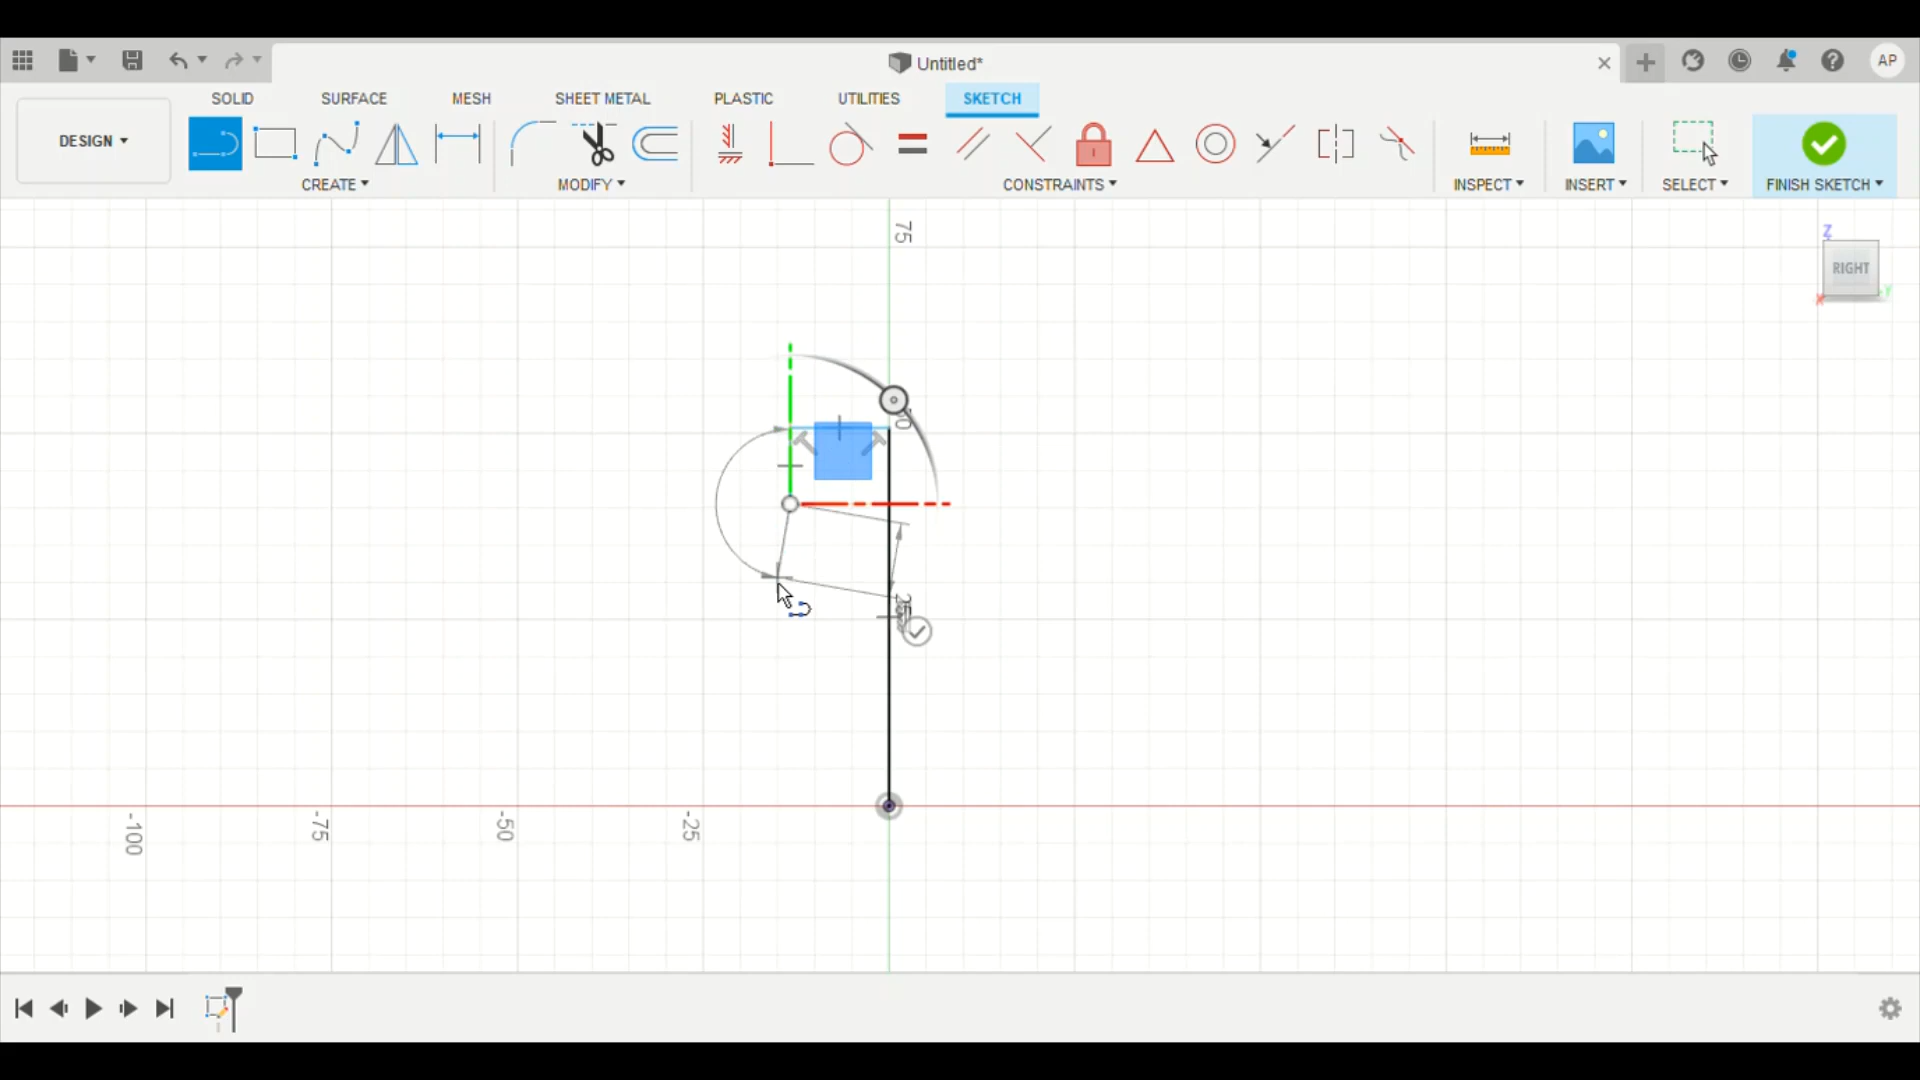 Untitled*
AP
SOLID SURFACE MESH SHEET METAL PLASTIC UTILITIES SKETCH
DESIGN
CREATE MODIFY CONSTRAINTS INSPECT INSERT SELECT FINISH SKETCH
75
Z
RIGHT
X
Y
25
-100 -75 -50 -25